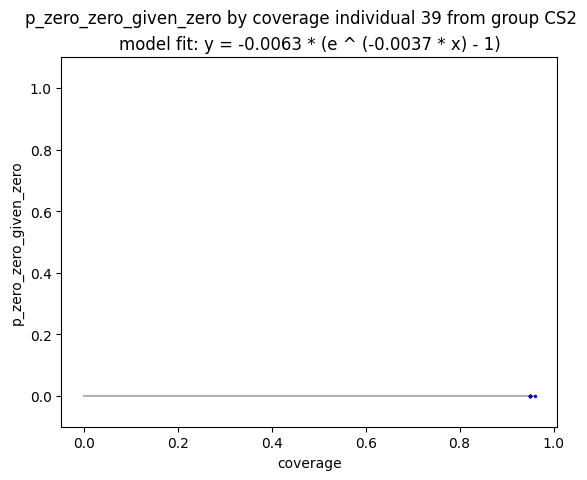 p_zero_zero_given_zero by coverage individual 39 from group CS2
model fit: y = -0.0063 * (e ^ (-0.0037 * x) - 1)
1.0
0.8
0.6
0.4
0.2
0.0
p_zero_zero_given_zero
0.0 0.2 0.4 0.6 0.8 1.0
coverage